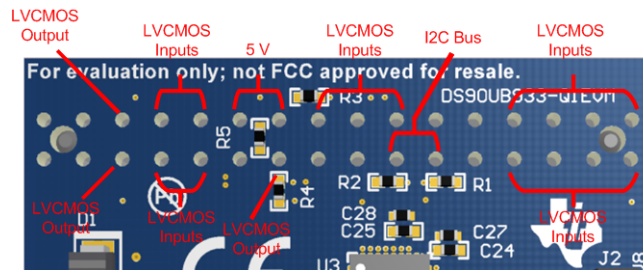 LVCMOS
Output
LVCMOS
Inputs
5 V
LVCMOS
Inputs
I2C Bus
LVCMOS
Inputs
For evaluation only; not FCC approved for resale.
R3
DS90UB933-Q1EVM
R5
R4
R2
R1
Pb
LVCMOS
Output
D1
LVCMOS
Inputs
LVCMOS
Output
C28
C25
C27
C24
LVCMOS
Inputs
CE
U3
J2